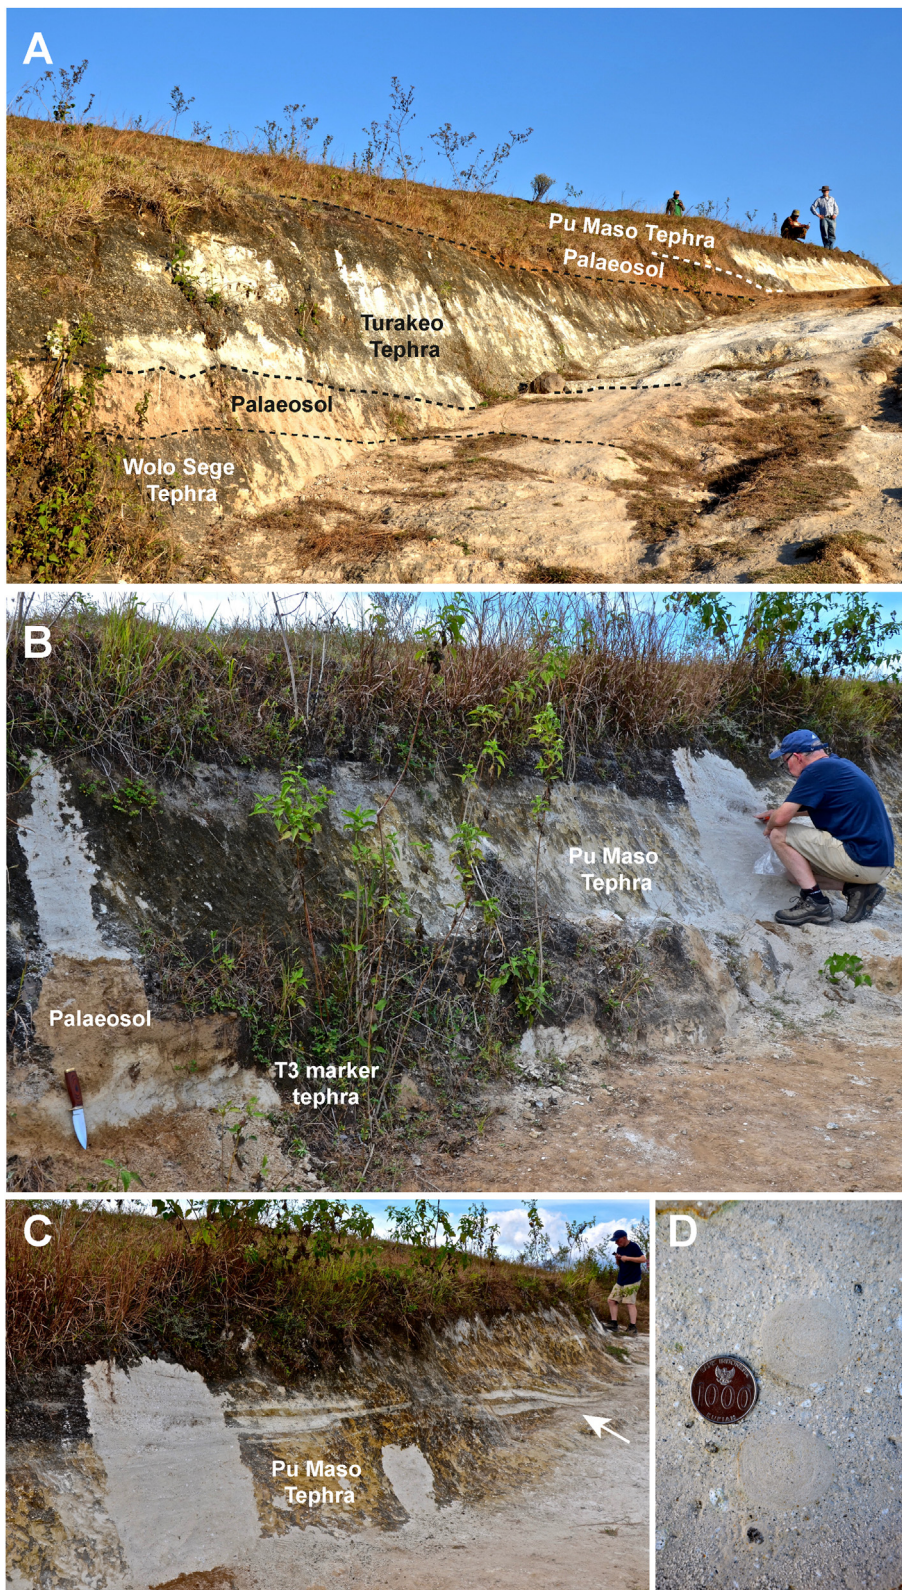 A
Pu Maso Tephra
Palaeosol
Turakeo
Tephra
Palaeosol
Wolo Sege
Tephra
B
Pu Maso
Tephra
Palaeosol
T3 marker
tephra
C
Pu Maso
Tephra
D
1000
RUPIAH